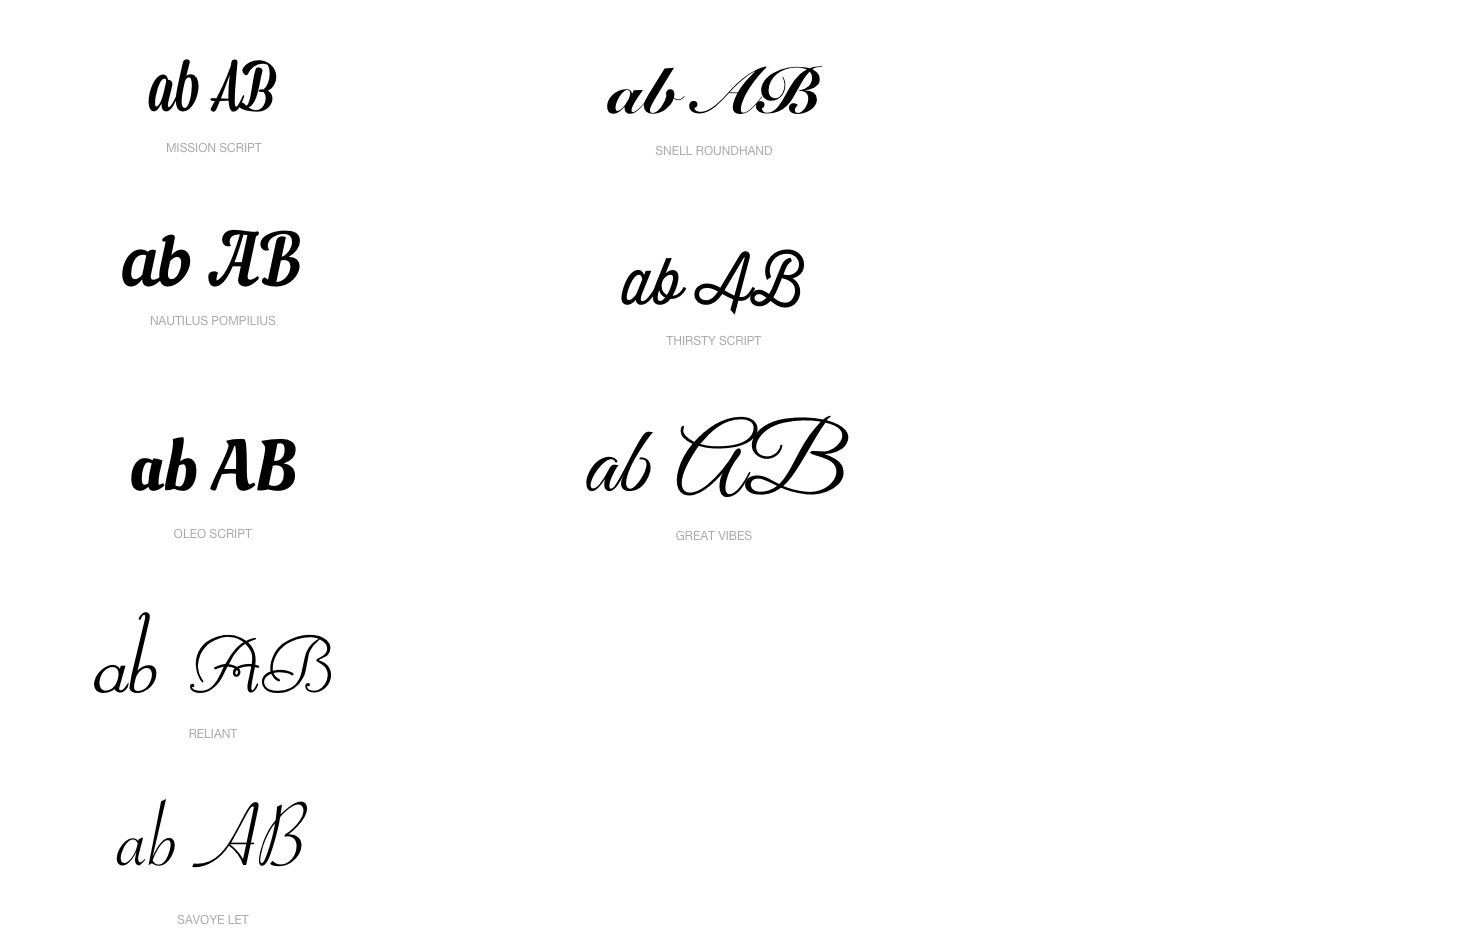 ab AB
MISSION SCRIPT
ab AB
SNELL ROUNDHAND
ab AB
NAUTILUS POMPILIUS
ab AB
THIRSTY SCRIPT
ab AB
OLEO SCRIPT
ab AB
GREAT VIBES
ab AB
RELIANT
ab AB
SAVOYE LET